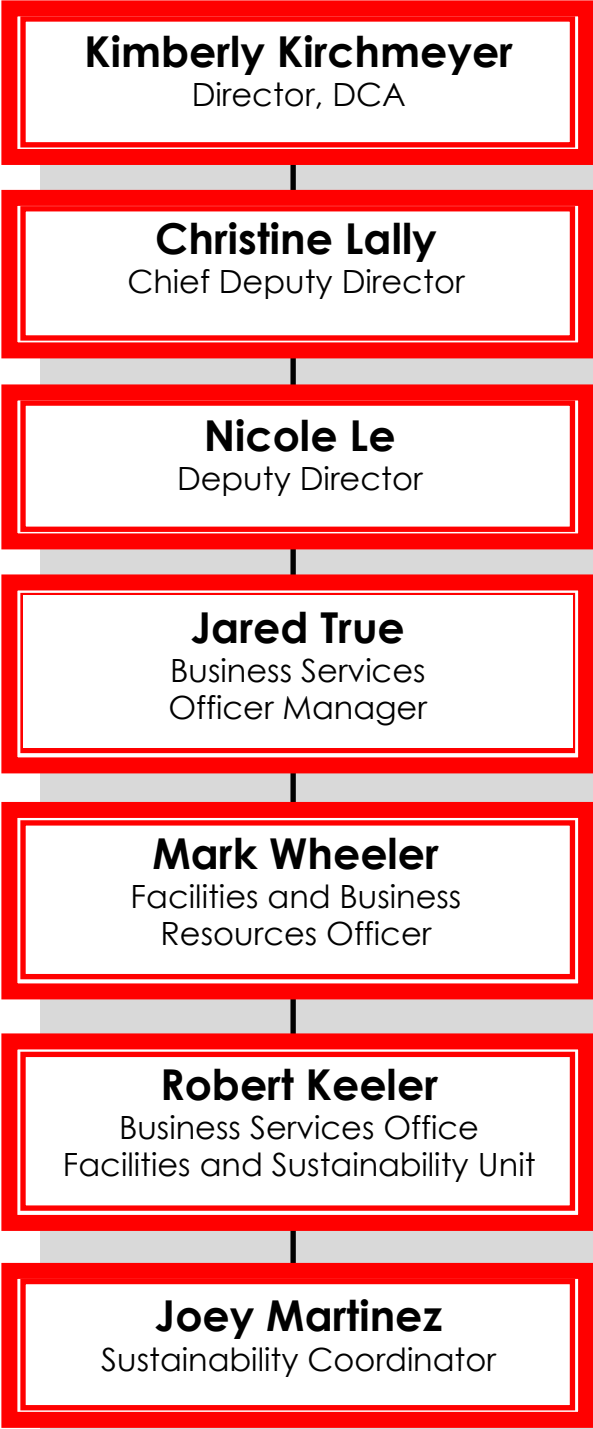 Kimberly Kirchmeyer
Director, DCA
Christine Lally
Chief Deputy Director
Nicole Le
Deputy Director
Jared True
Business Services
Officer Manager
Mark Wheeler
Facilities and Business
Resources Officer
Robert Keeler
Business Services Office
Facilities and Sustainability Unit
Joey Martinez
Sustainability Coordinator